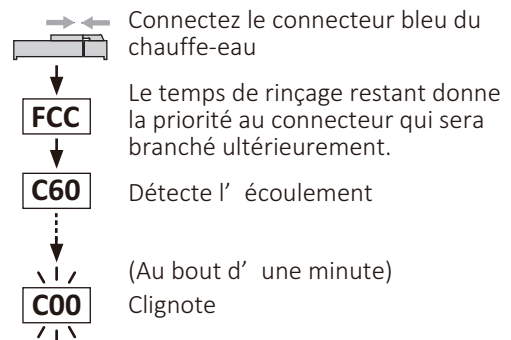 Connectez le connecteur bleu du
chauffe-eau
FCC
Le temps de rinçage restant donne
la priorité au connecteur qui sera
branché ultérieurement.
C60
Détecte l' écoulement
(Au bout d' une minute)
C00
Clignote